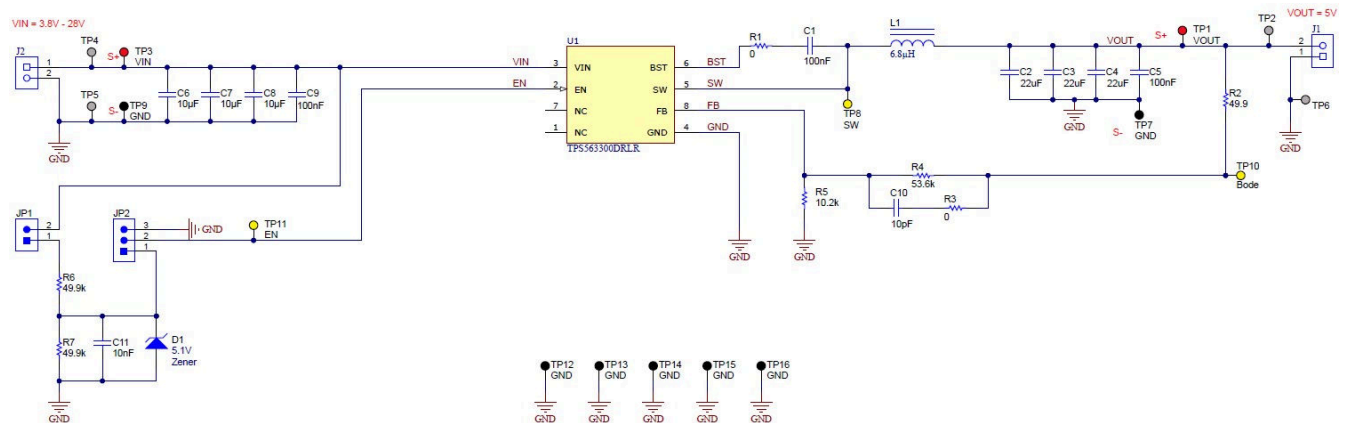 VIN = 3.8V - 28V
J2
1
2
TP4
S+
TP3
VIN
TP5
S-
TP9
GND
GND
C6
10µF
C7
10µF
C8
10µF
C9
100nF
VIN
EN
U1
3
VIN
2
EN
7
NC
1
NC
BST
6
SW
5
FB
8
GND
4
TPS563300DRLR
BST
SW
FB
GND
R1
0
C1
100nF
L1
6.8µH
TP8
SW
C2
22uF
C3
22uF
C4
22uF
C5
100nF
GND
VOUT
S+
TP1
VOUT
TP2
VOUT = 5V
J1
2
1
S-
TP7
GND
R2
49.9
TP6
GND
TP10
Bode
R4
53.6k
C10
10pF
R3
0
R5
10.2k
GND
GND
JP1
2
1
JP2
3
2
1
GND
TP11
EN
R6
49.9k
R7
49.9k
C11
10nF
D1
5.1V
Zener
GND
TP12
GND
TP13
GND
TP14
GND
TP15
GND
TP16
GND
GND
GND
GND
GND
GND